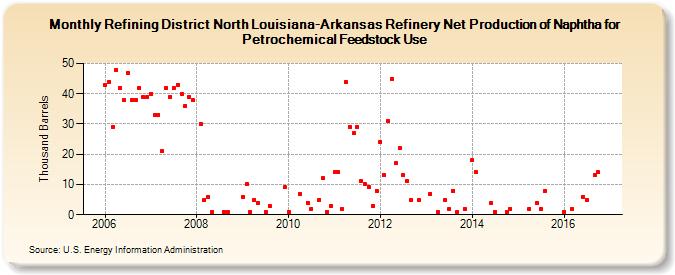 Monthly Refining District North Louisiana-Arkansas Refinery Net Production of Naphtha for
Petrochemical Feedstock Use
Thousand Barrels
50
40
30
20
10
0
2006 2008 2010 2012 2014 2016
Source: U.S. Energy Information Administration